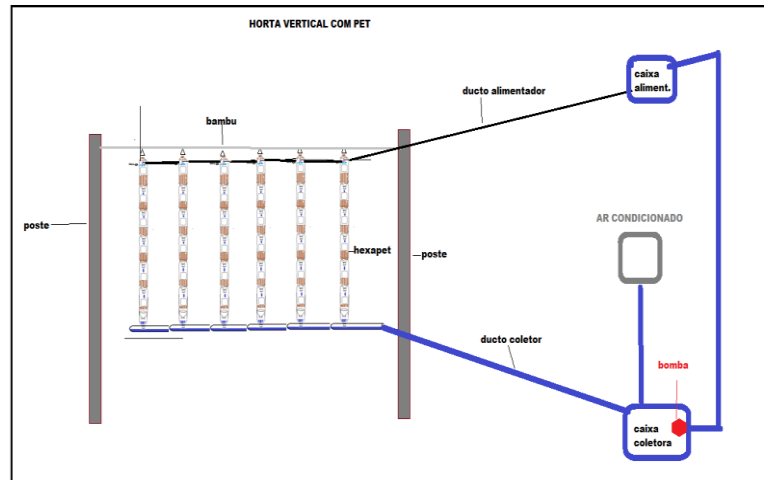 HORTA VERTICAL COM PET
caixa
aliment.
ducto alimentador
bambu
AR CONDICIONADO
poste
hexapet
poste
ducto coletor
bomba
caixa
coletora